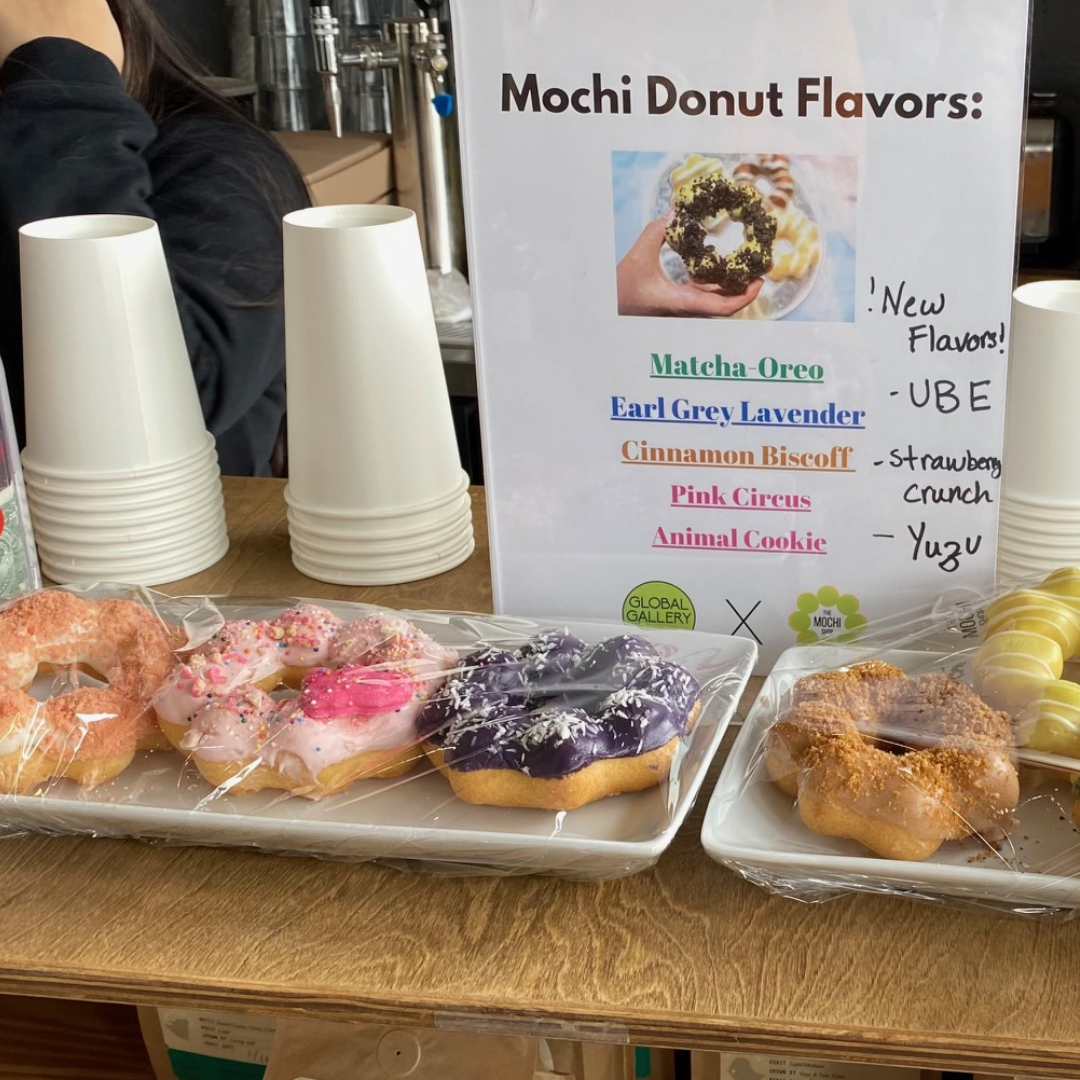 Mochi Donut Flavors:
Matcha-Oreo
Earl Grey Lavender
Cinnamon Biscoff
Pink Circus
Animal Cookie
! New
Flavors!
- UBE
- Strawberry
crunch
- Yuzu
GLOBAL
GALLERY
X
THE
MOCHI